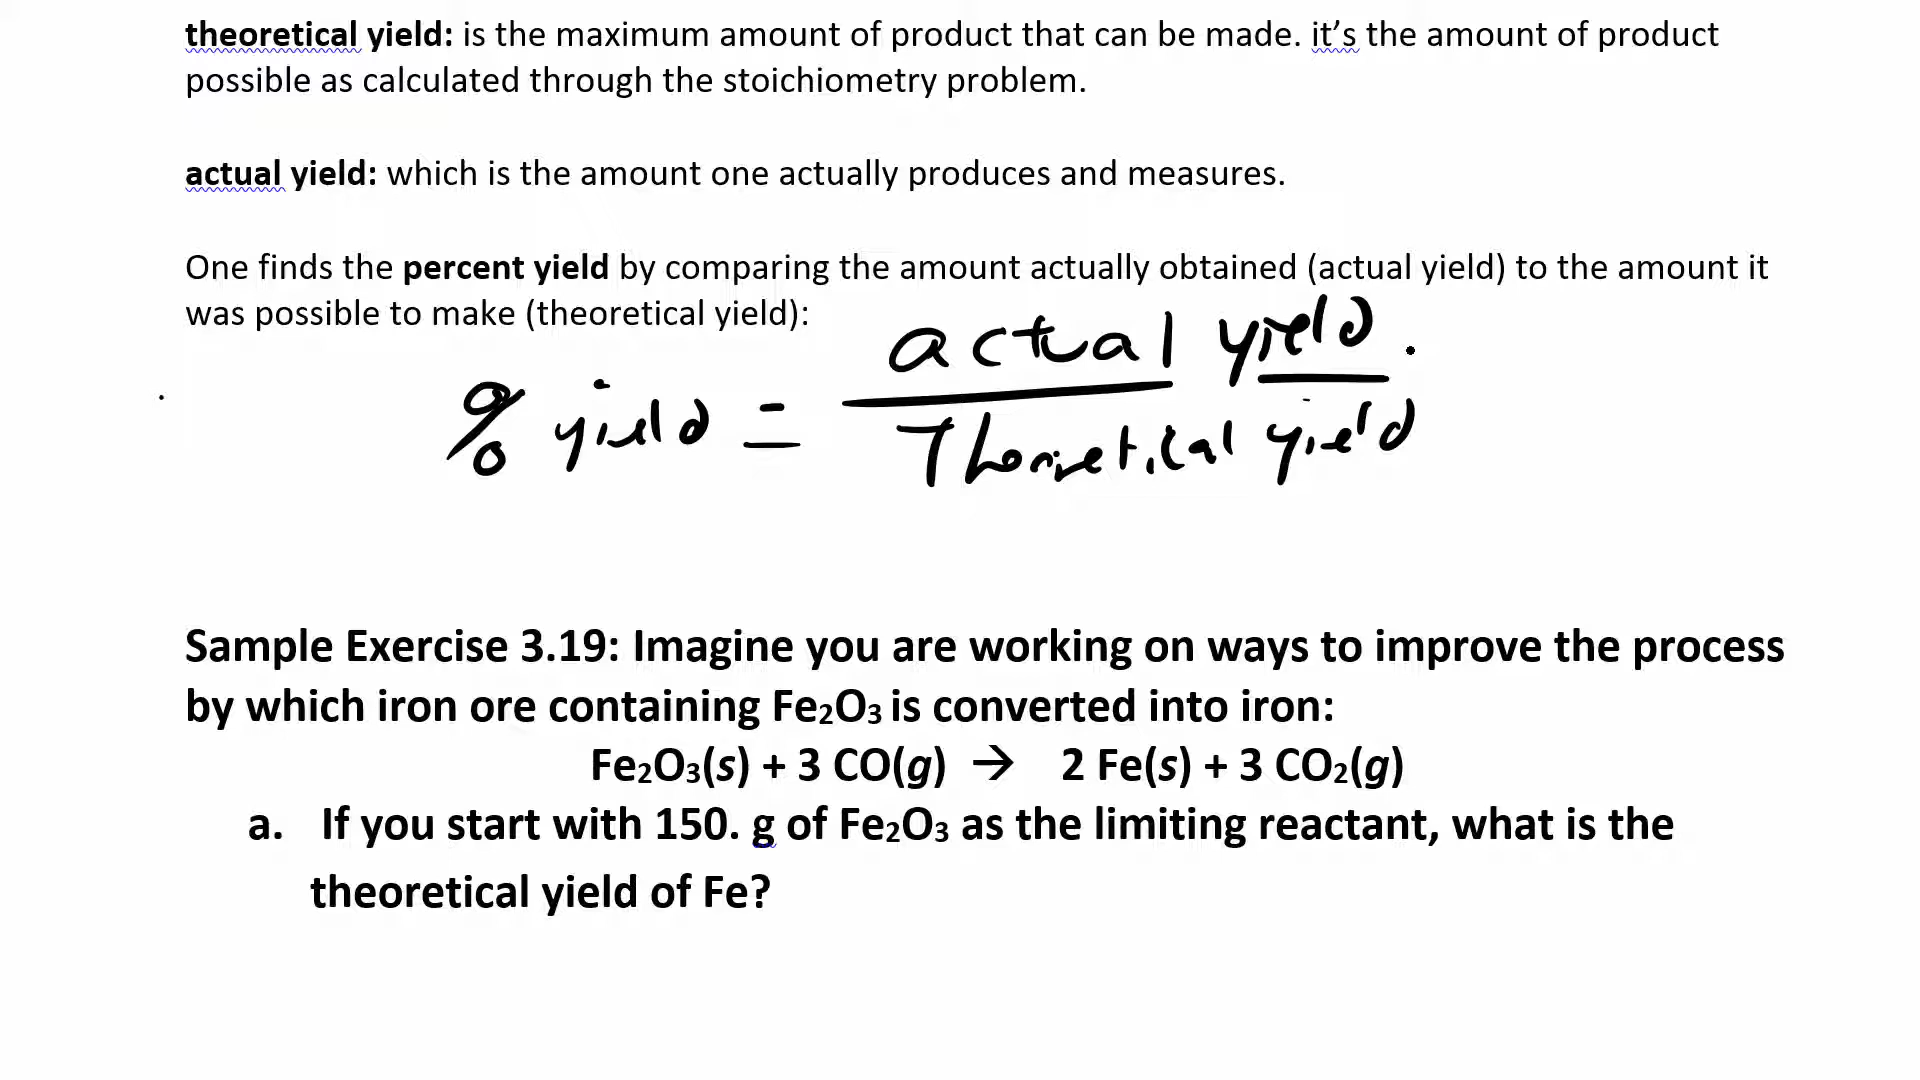 theoretical yield: is the maximum amount of product that can be made. it’s the amount of product
possible as calculated through the stoichiometry problem.
actual yield: which is the amount one actually produces and measures.
One finds the percent yield by comparing the amount actually obtained (actual yield) to the amount it
was possible to make (theoretical yield):
actual yield
% yield =
Theoretical yield
Sample Exercise 3.19: Imagine you are working on ways to improve the process
by which iron ore containing Fe₂O₃ is converted into iron:
Fe₂O₃(s) + 3 CO(g) → 2 Fe(s) + 3 CO₂(g)
a. If you start with 150. g of Fe₂O₃ as the limiting reactant, what is the
theoretical yield of Fe?